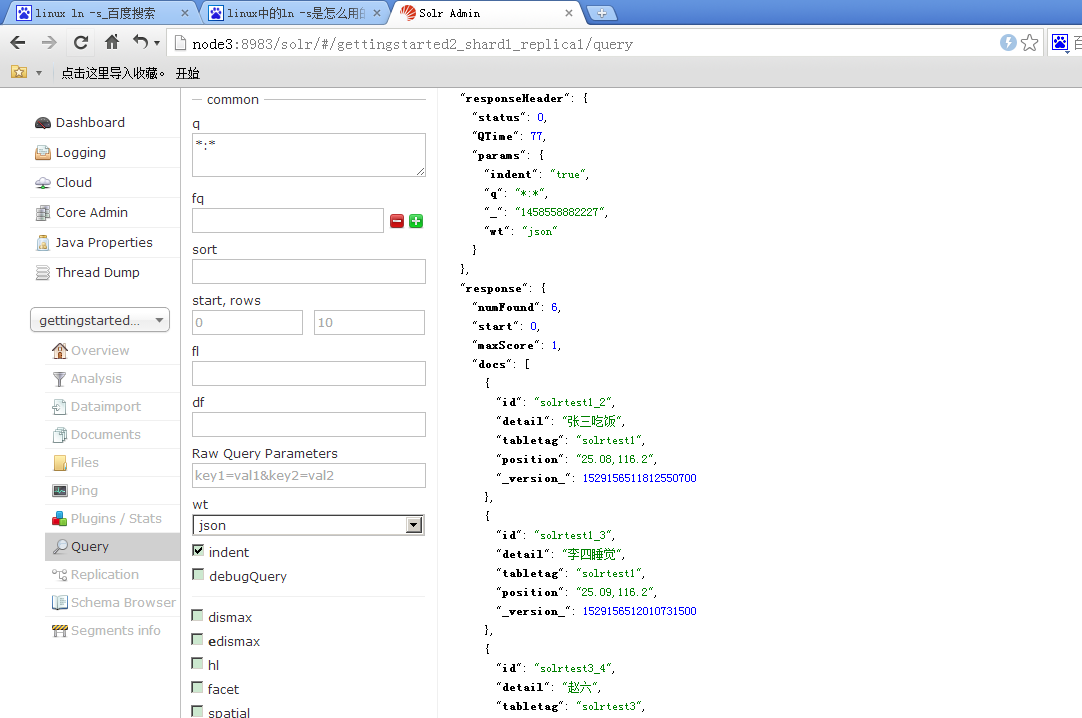 linux ln -s_百度搜索
linux中的ln -s是怎么用的
Solr Admin
node3:8983/solr/#/gettingstarted2_shard1_replica1/query
百
点击这里导入收藏。 开始
Dashboard
Logging
Cloud
Core Admin
Java Properties
Thread Dump
gettingstarted...
Overview
Analysis
Dataimport
Documents
Files
Ping
Plugins / Stats
Query
Replication
Schema Browser
Segments info
common
q
*:*
fq
sort
start, rows
0 10
fl
df
Raw Query Parameters
key1=val1&key2=val2
wt
json
indent
debugQuery
dismax
edismax
hl
facet
spatial
"responseHeader": {
"status": 0,
"QTime": 77,
"params": {
"indent": "true",
"q": "*:*",
"_": "1458558882227",
"wt": "json"
}
},
"response": {
"numFound": 6,
"start": 0,
"maxScore": 1,
"docs": [
{
"id": "solrtest1_2",
"detail": "张三吃饭",
"tabletag": "solrtest1",
"position": "25.08,116.2",
"_version_": 1529156511812550700
},
{
"id": "solrtest1_3",
"detail": "李四睡觉",
"tabletag": "solrtest1",
"position": "25.09,116.2",
"_version_": 1529156512010731500
},
{
"id": "solrtest3_4",
"detail": "赵六",
"tabletag": "solrtest3",